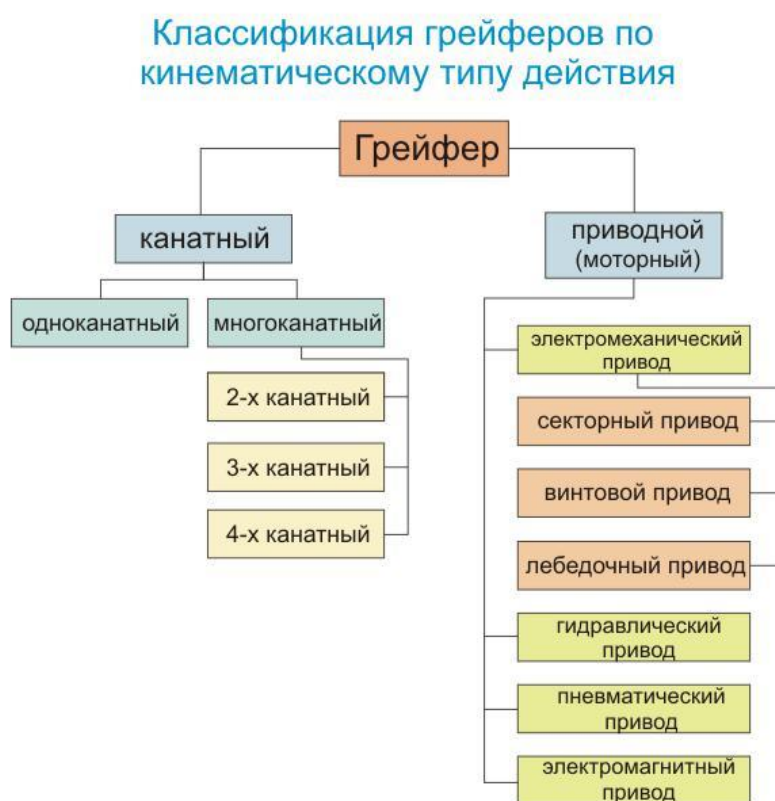 Классификация грейферов по
кинематическому типу действия
Грейфер
канатный
приводной
(моторный)
одноканатный
многоканатный
2-х канатный
3-х канатный
4-х канатный
электромеханический
привод
секторный привод
винтовой привод
лебедочный привод
гидравлический
привод
пневматический
привод
электромагнитный
привод